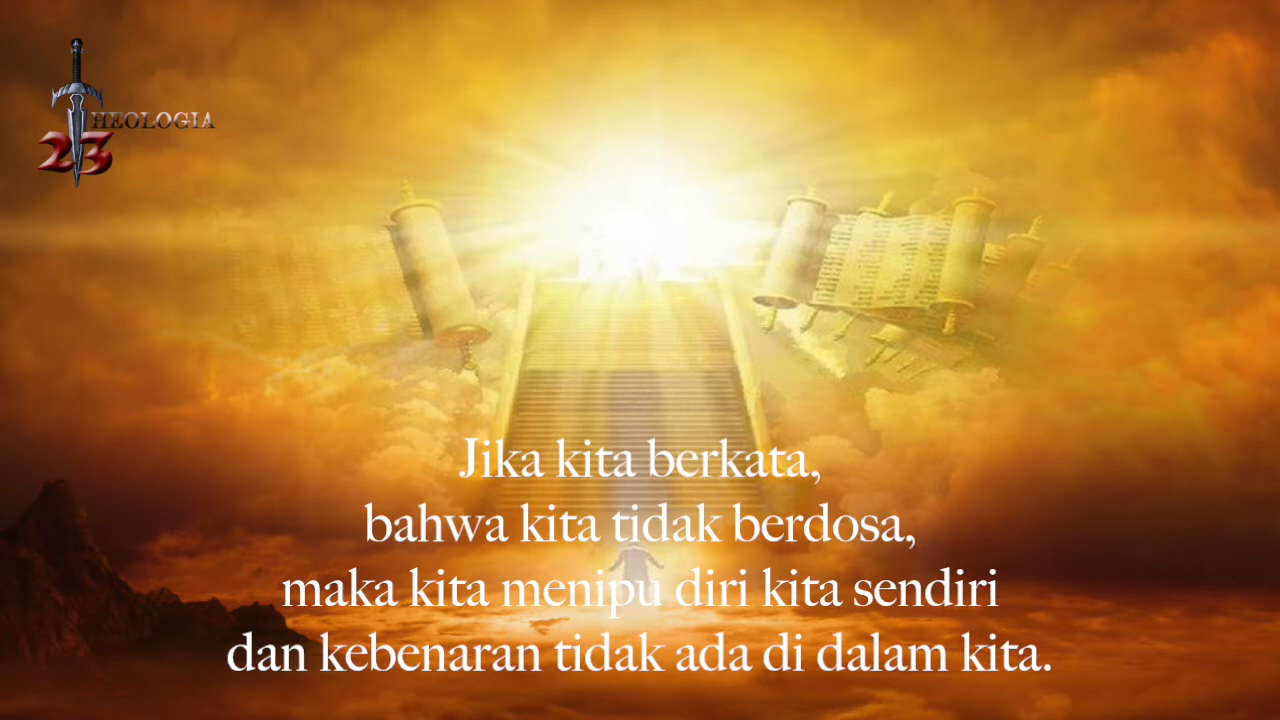 THEOLOGIA
23
Jika kita berkata,
bahwa kita tidak berdosa,
maka kita menipu diri kita sendiri
dan kebenaran tidak ada di dalam kita.